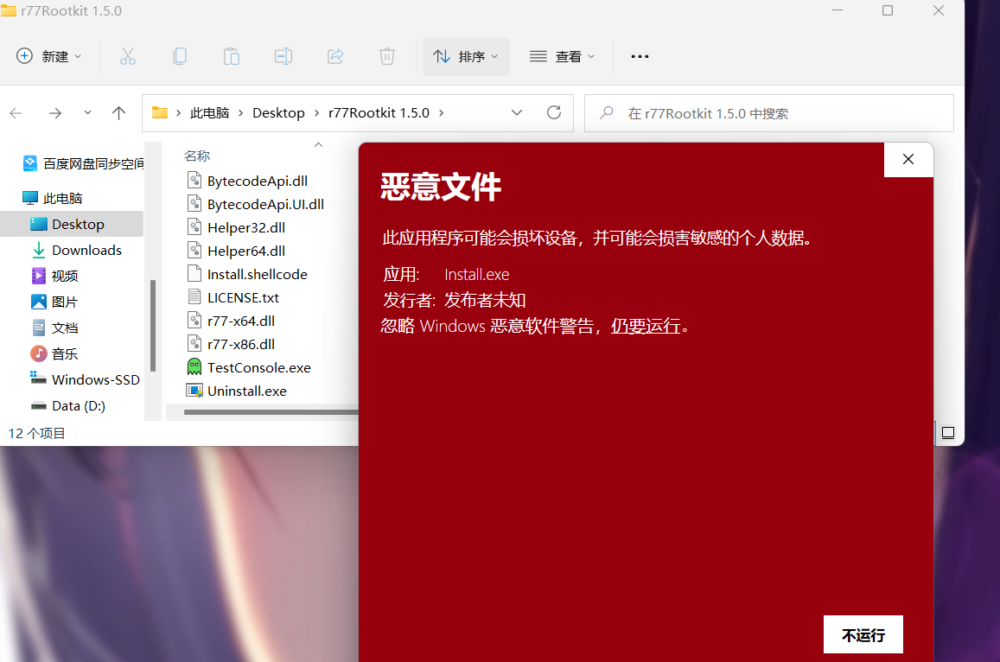 r77Rootkit 1.5.0
新建
排序
查看
此电脑 Desktop r77Rootkit 1.5.0
在 r77Rootkit 1.5.0 中搜索
百度网盘同步空间
此电脑
Desktop
Downloads
视频
图片
文档
音乐
Windows-SSD
Data (D:)
名称
BytecodeApi.dll
BytecodeApi.UI.dll
Helper32.dll
Helper64.dll
Install.shellcode
LICENSE.txt
r77-x64.dll
r77-x86.dll
TestConsole.exe
Uninstall.exe
12 个项目
恶意文件
此应用程序可能会损坏设备，并可能会损害敏感的个人数据。
应用: Install.exe
发行者: 发布者未知
忽略 Windows 恶意软件警告，仍要运行。
不运行